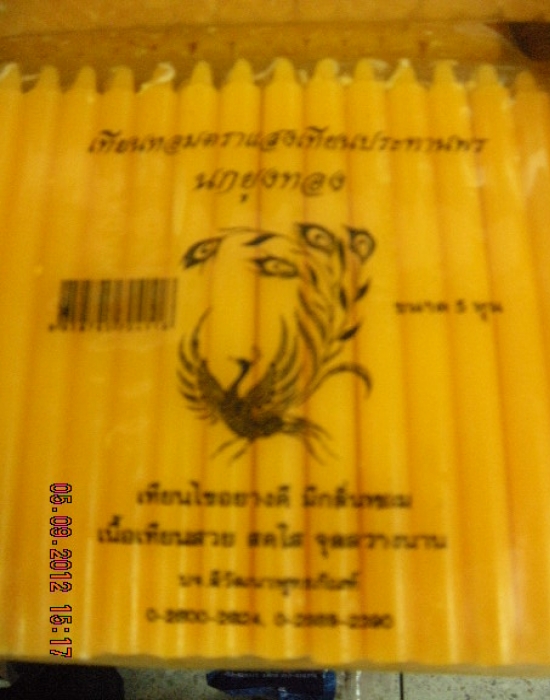 เทียนหอมตราแสงเทียนประทานพร
นกยูงทอง
ขนาด 5 หุน
เทียนไขอย่างดี มีกลิ่นหอม
เนื้อเทียนสวย สดใส จุดสว่างนาน
05.09.2012 15:17